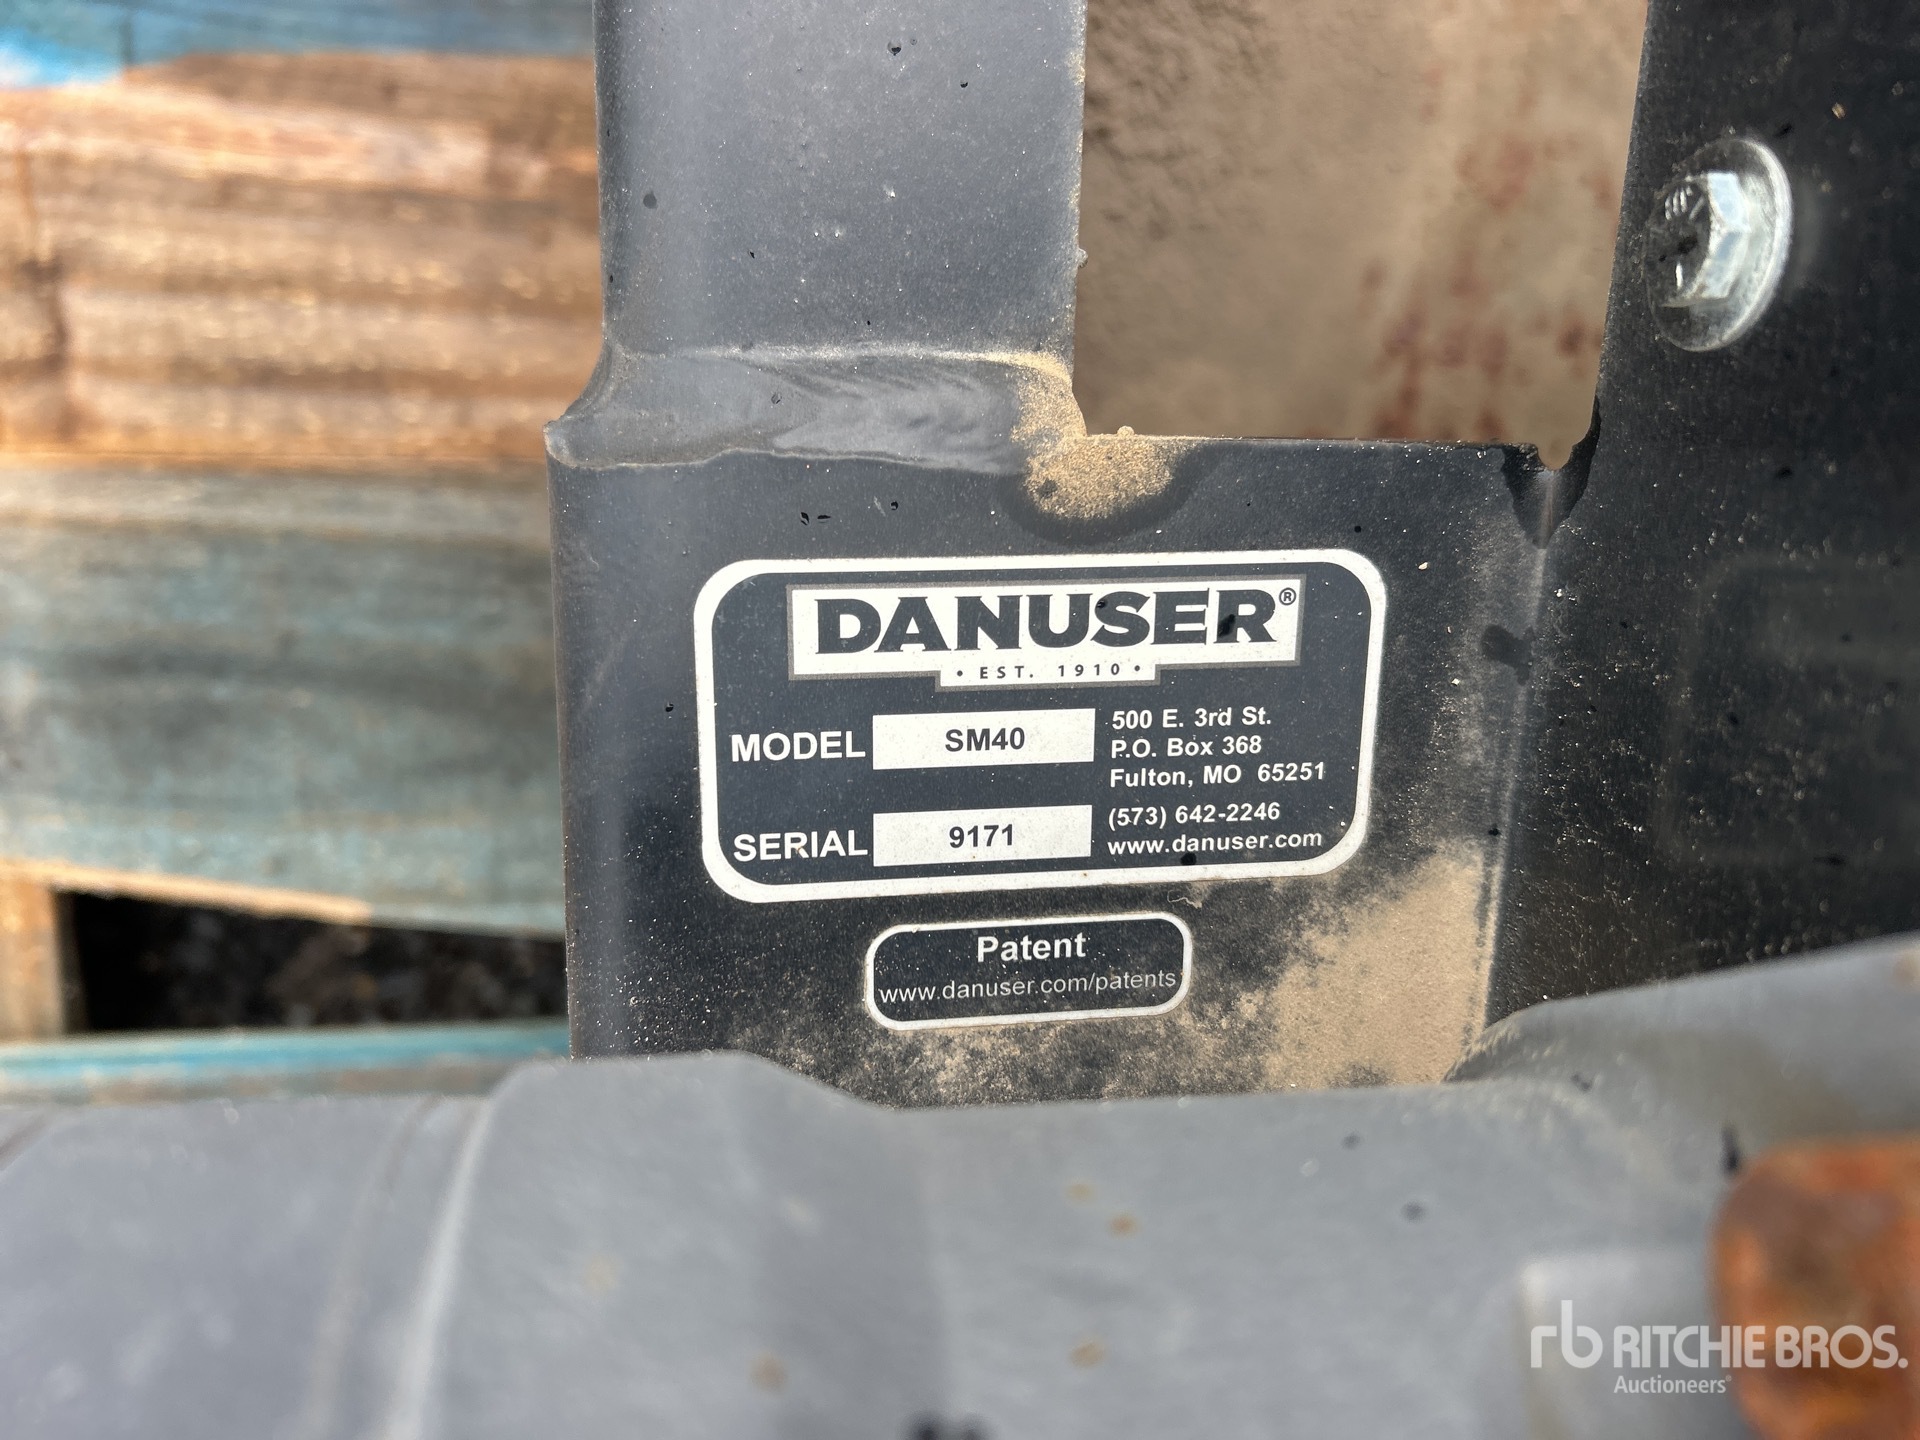 DANUSER®
• EST. 1910 •
MODEL SM40
SERIAL 9171
500 E. 3rd St.
P.O. Box 368
Fulton, MO 65251
(573) 642-2246
www.danuser.com
Patent
www.danuser.com/patents
rb RITCHIE BROS.
Auctioneers®